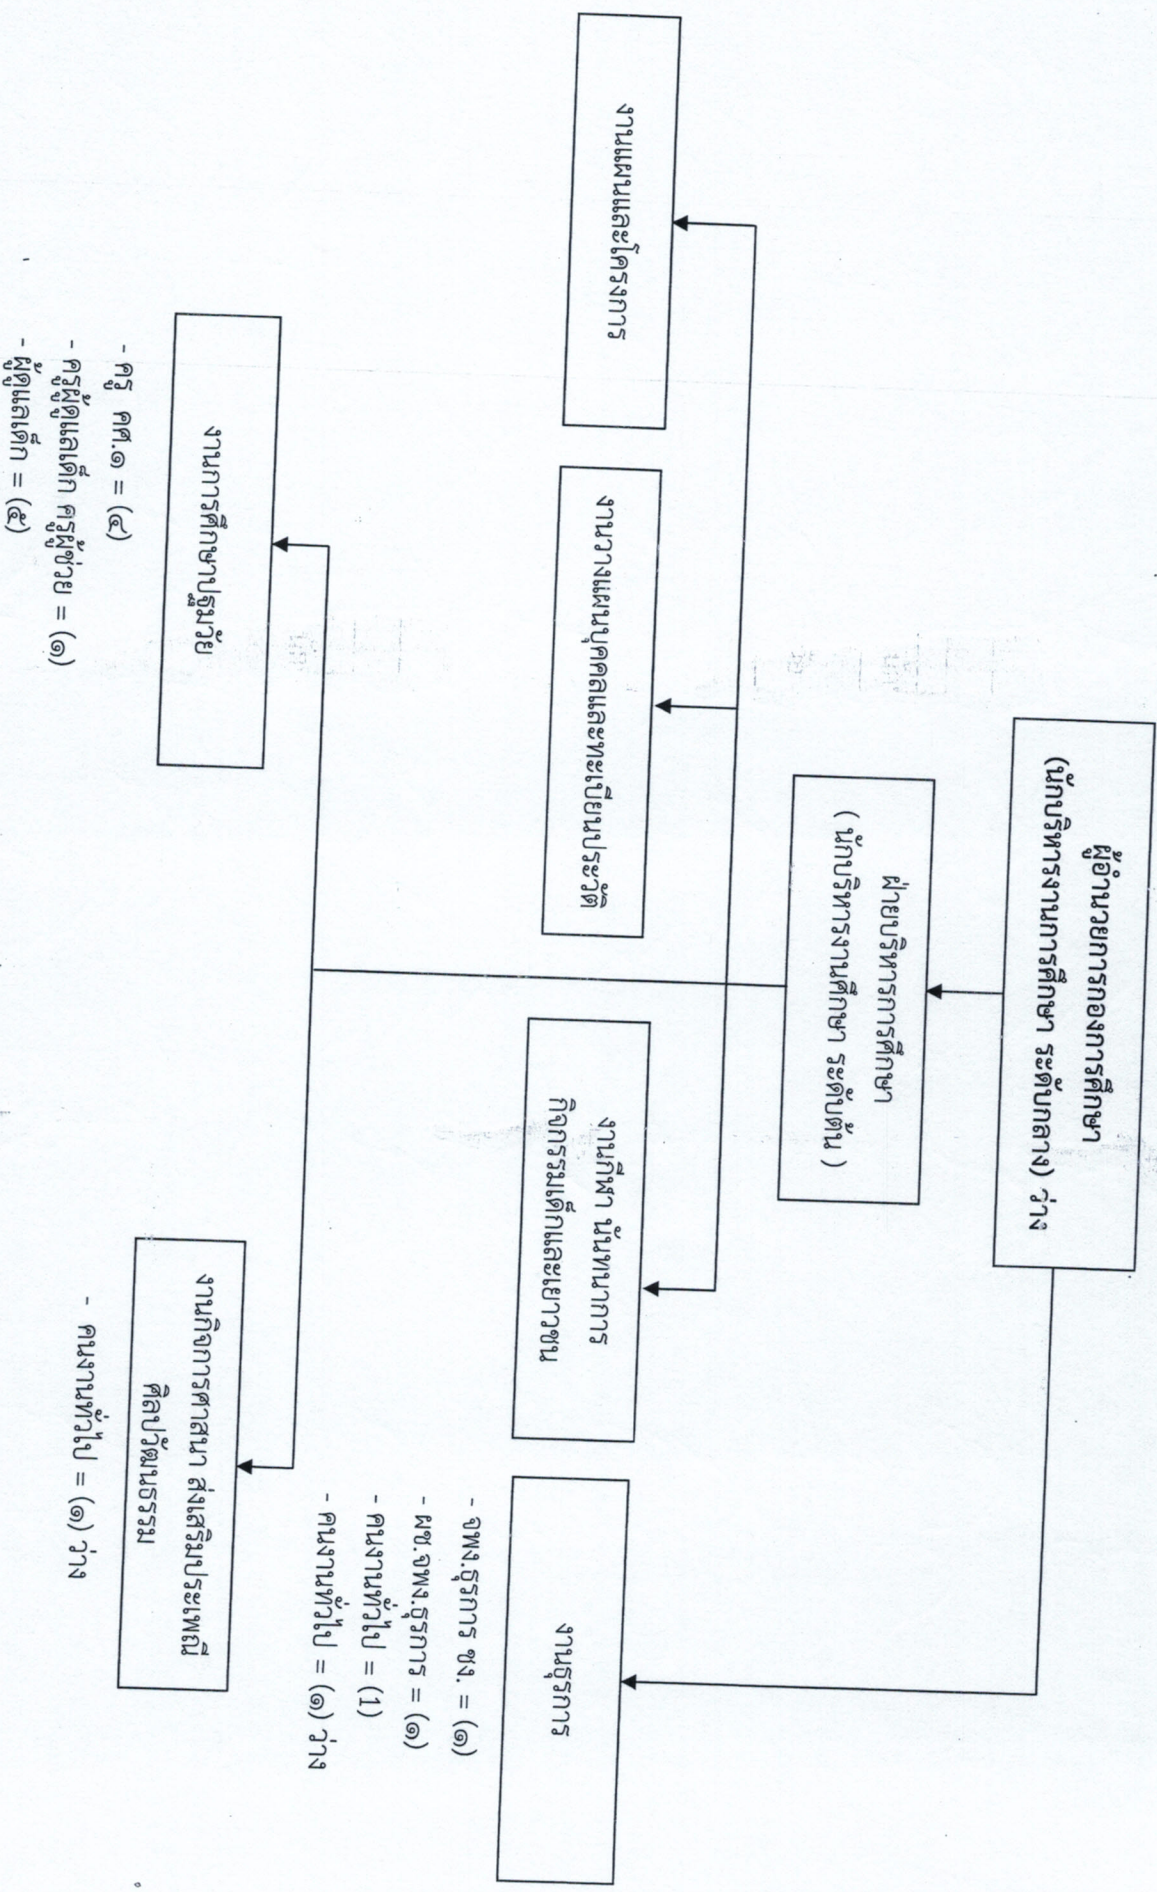 ผู้อำนวยการกองการศึกษา
(นักบริหารงานการศึกษา ระดับกลาง) ว่าง
ฝ่ายบริหารการศึกษา
( นักบริหารงานศึกษา ระดับต้น )
งานแผนและโครงการ
งานวางแผนบุคคลและทะเบียนประวัติ
งานกีฬา นันทนาการ
กิจกรรมเด็กและเยาวชน
งานธุรการ
- จพง.ธุรการ ชง. = (๑)
- ผช.จพง.ธุรการ = (๑)
- คนงานทั่วไป = (1)
- คนงานทั่วไป = (๑) ว่าง
งานการศึกษาปฐมวัย
- ครู คศ.๑ = (๔)
- ครูผู้ดูแลเด็ก ครูผู้ช่วย = (๑)
- ผู้ดูแลเด็ก = (๕)
งานกิจการศาสนา ส่งเสริมประเพณี
ศิลปวัฒนธรรม
- คนงานทั่วไป = (๑) ว่าง